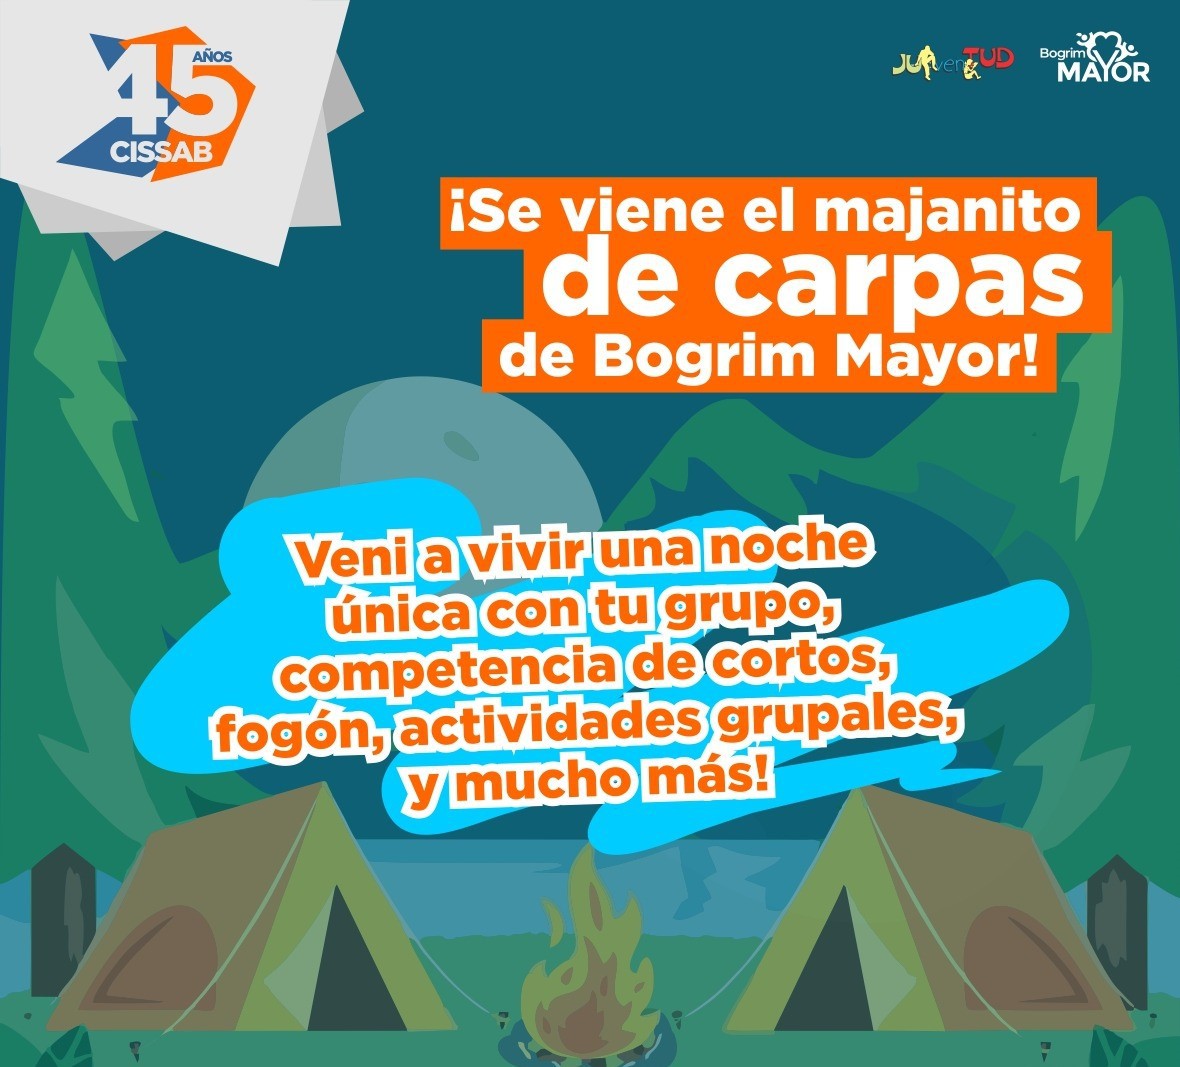 45 AÑOS
CISSAB
JUvenTUD
Bogrim
MAYOR
¡Se viene el majanito
de carpas
de Bogrim Mayor!
Veni a vivir una noche
única con tu grupo,
competencia de cortos,
fogón, actividades grupales,
y mucho más!